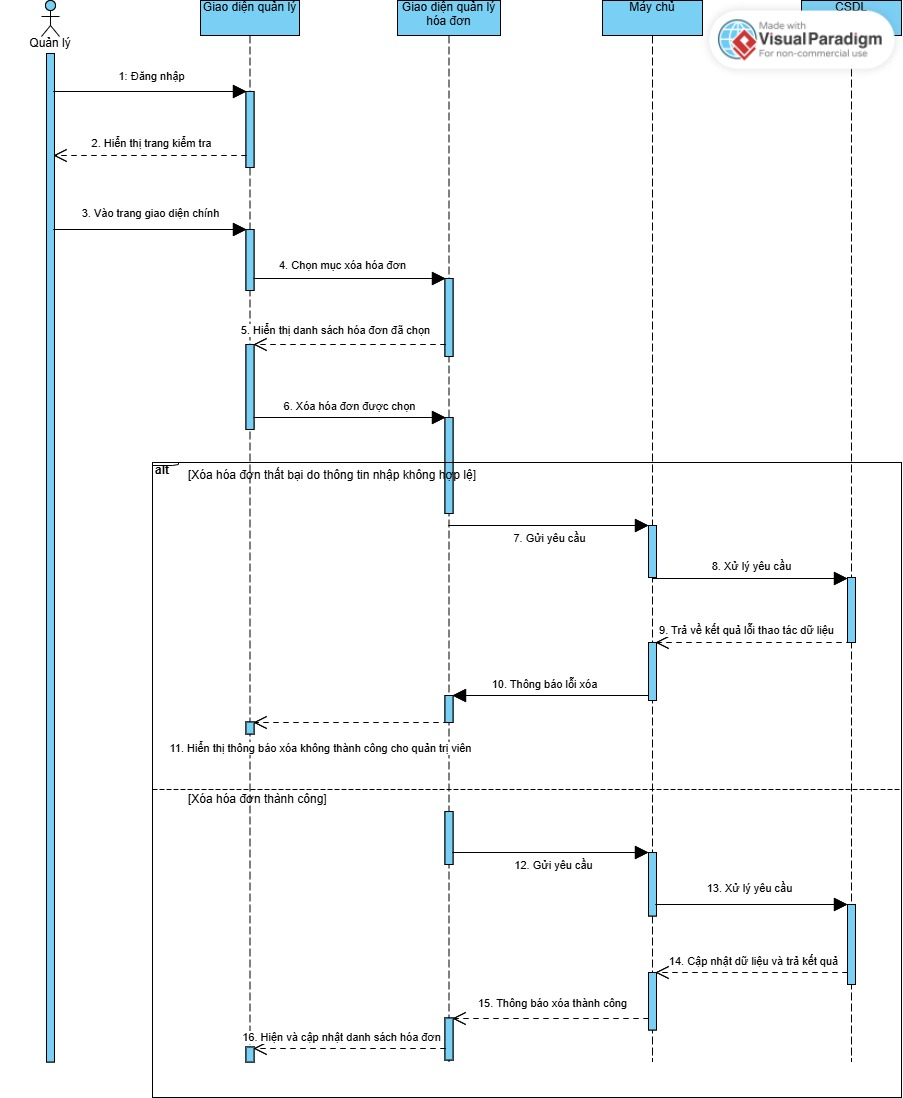 Giao diện quản lý
Giao diện quản lý
hóa đơn
Máy chủ
CSDL
Made with
VisualParadigm
For non-commercial use
Quản lý
1: Đăng nhập
2. Hiển thị trang kiểm tra
3. Vào trang giao diện chính
4. Chọn mục xóa hóa đơn
5. Hiển thị danh sách hóa đơn đã chọn
6. Xóa hóa đơn được chọn
alt
[Xóa hóa đơn thất bại do thông tin nhập không hợp lệ]
7. Gửi yêu cầu
8. Xử lý yêu cầu
9. Trả về kết quả lỗi thao tác dữ liệu
10. Thông báo lỗi xóa
11. Hiển thị thông báo xóa không thành công cho quản trị viên
[Xóa hóa đơn thành công]
12. Gửi yêu cầu
13. Xử lý yêu cầu
14. Cập nhật dữ liệu và trả kết quả
15. Thông báo xóa thành công
16. Hiện và cập nhật danh sách hóa đơn